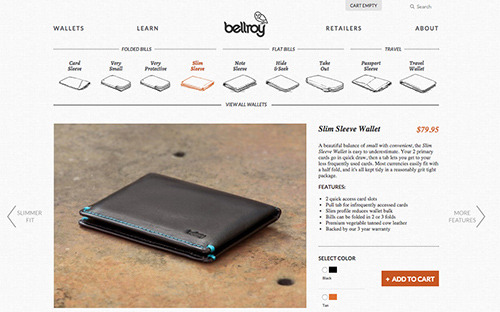 CART EMPTY
Search
WALLETS
LEARN
bellroy
RETAILERS
ABOUT
FOLDED BILLS
FLAT BILLS
TRAVEL
Card Sleeve
Very Small
Very Protective
Slim Sleeve
Note Sleeve
Hide & Seek
Take Out
Passport Sleeve
Travel Wallet
VIEW ALL WALLETS
SUMMER FIT
MORE FEATURES
Slim Sleeve Wallet
$79.95
A beautiful balance of small with convenient, the Slim
Sleeve Wallet is easy to underestimate. Your 2 primary
cards go in quick draw, then a tab lets you get to your
less frequently used cards. Most currencies easily fit with
a half fold, and it's all kept tidy in a reasonably grit tight
package.
FEATURES:
2 quick access card slots
Pull tab for infrequently accessed cards
Slim profile reduces wallet bulk
Bills can be folded in 2 or 3 folds
Premium vegetable tanned cow leather
Backed by our 3 year warranty
SELECT COLOR
Black
Tan
+ ADD TO CART